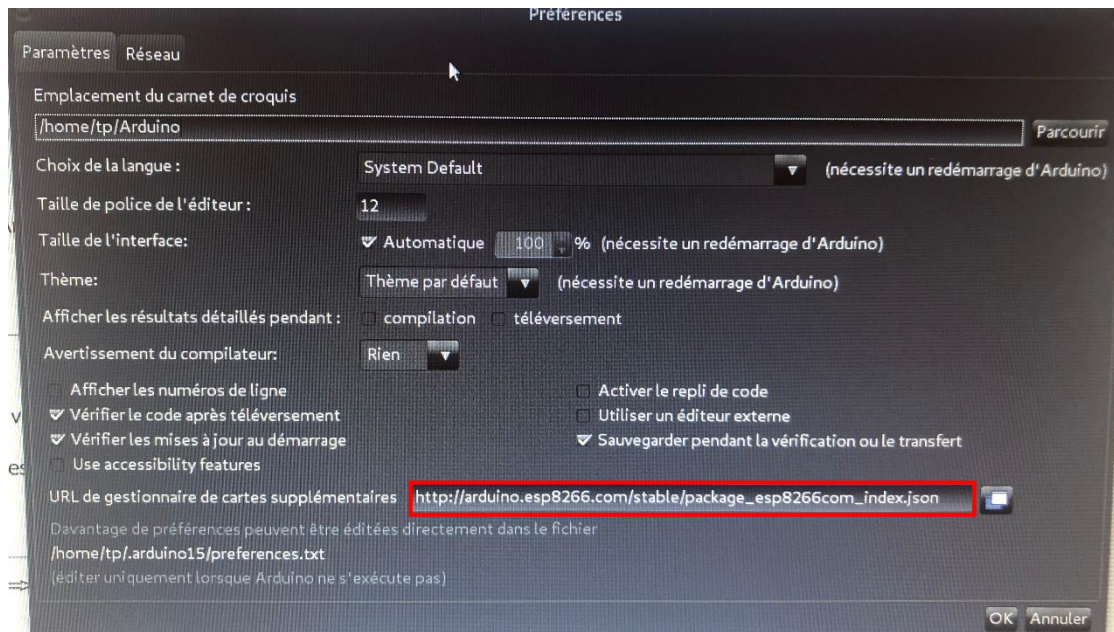 Préférences
Paramètres Réseau
Emplacement du carnet de croquis
/home/tp/Arduino Parcourir
Choix de la langue : System Default (nécessite un redémarrage d'Arduino)
Taille de police de l'éditeur : 12
Taille de l'interface: Automatique 100 % (nécessite un redémarrage d'Arduino)
Thème: Thème par défaut (nécessite un redémarrage d'Arduino)
Afficher les résultats détaillés pendant : compilation téléversement
Avertissement du compilateur: Rien
Afficher les numéros de ligne Activer le repli de code
Vérifier le code après téléversement Utiliser un éditeur externe
Vérifier les mises à jour au démarrage Sauvegarder pendant la vérification ou le transfert
Use accessibility features
URL de gestionnaire de cartes supplémentaires http://arduino.esp8266.com/stable/package_esp8266com_index.json
Davantage de préférences peuvent être éditées directement dans le fichier
/home/tp/.arduino15/preferences.txt
(éditer uniquement lorsque Arduino ne s'exécute pas)
OK Annuler